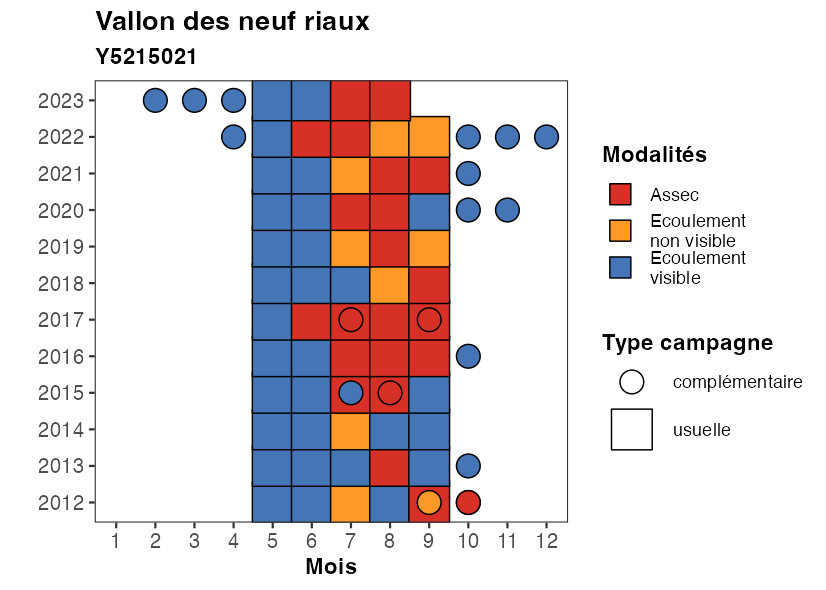 Vallon des neuf riaux
Y5215021
2023
2022
2021
2020
2019
2018
2017
2016
2015
2014
2013
2012
1 2 3 4 5 6 7 8 9 10 11 12
Mois
Modalités
Assec
Ecoulement
non visible
Ecoulement
visible
Type campagne
complémentaire
usuelle